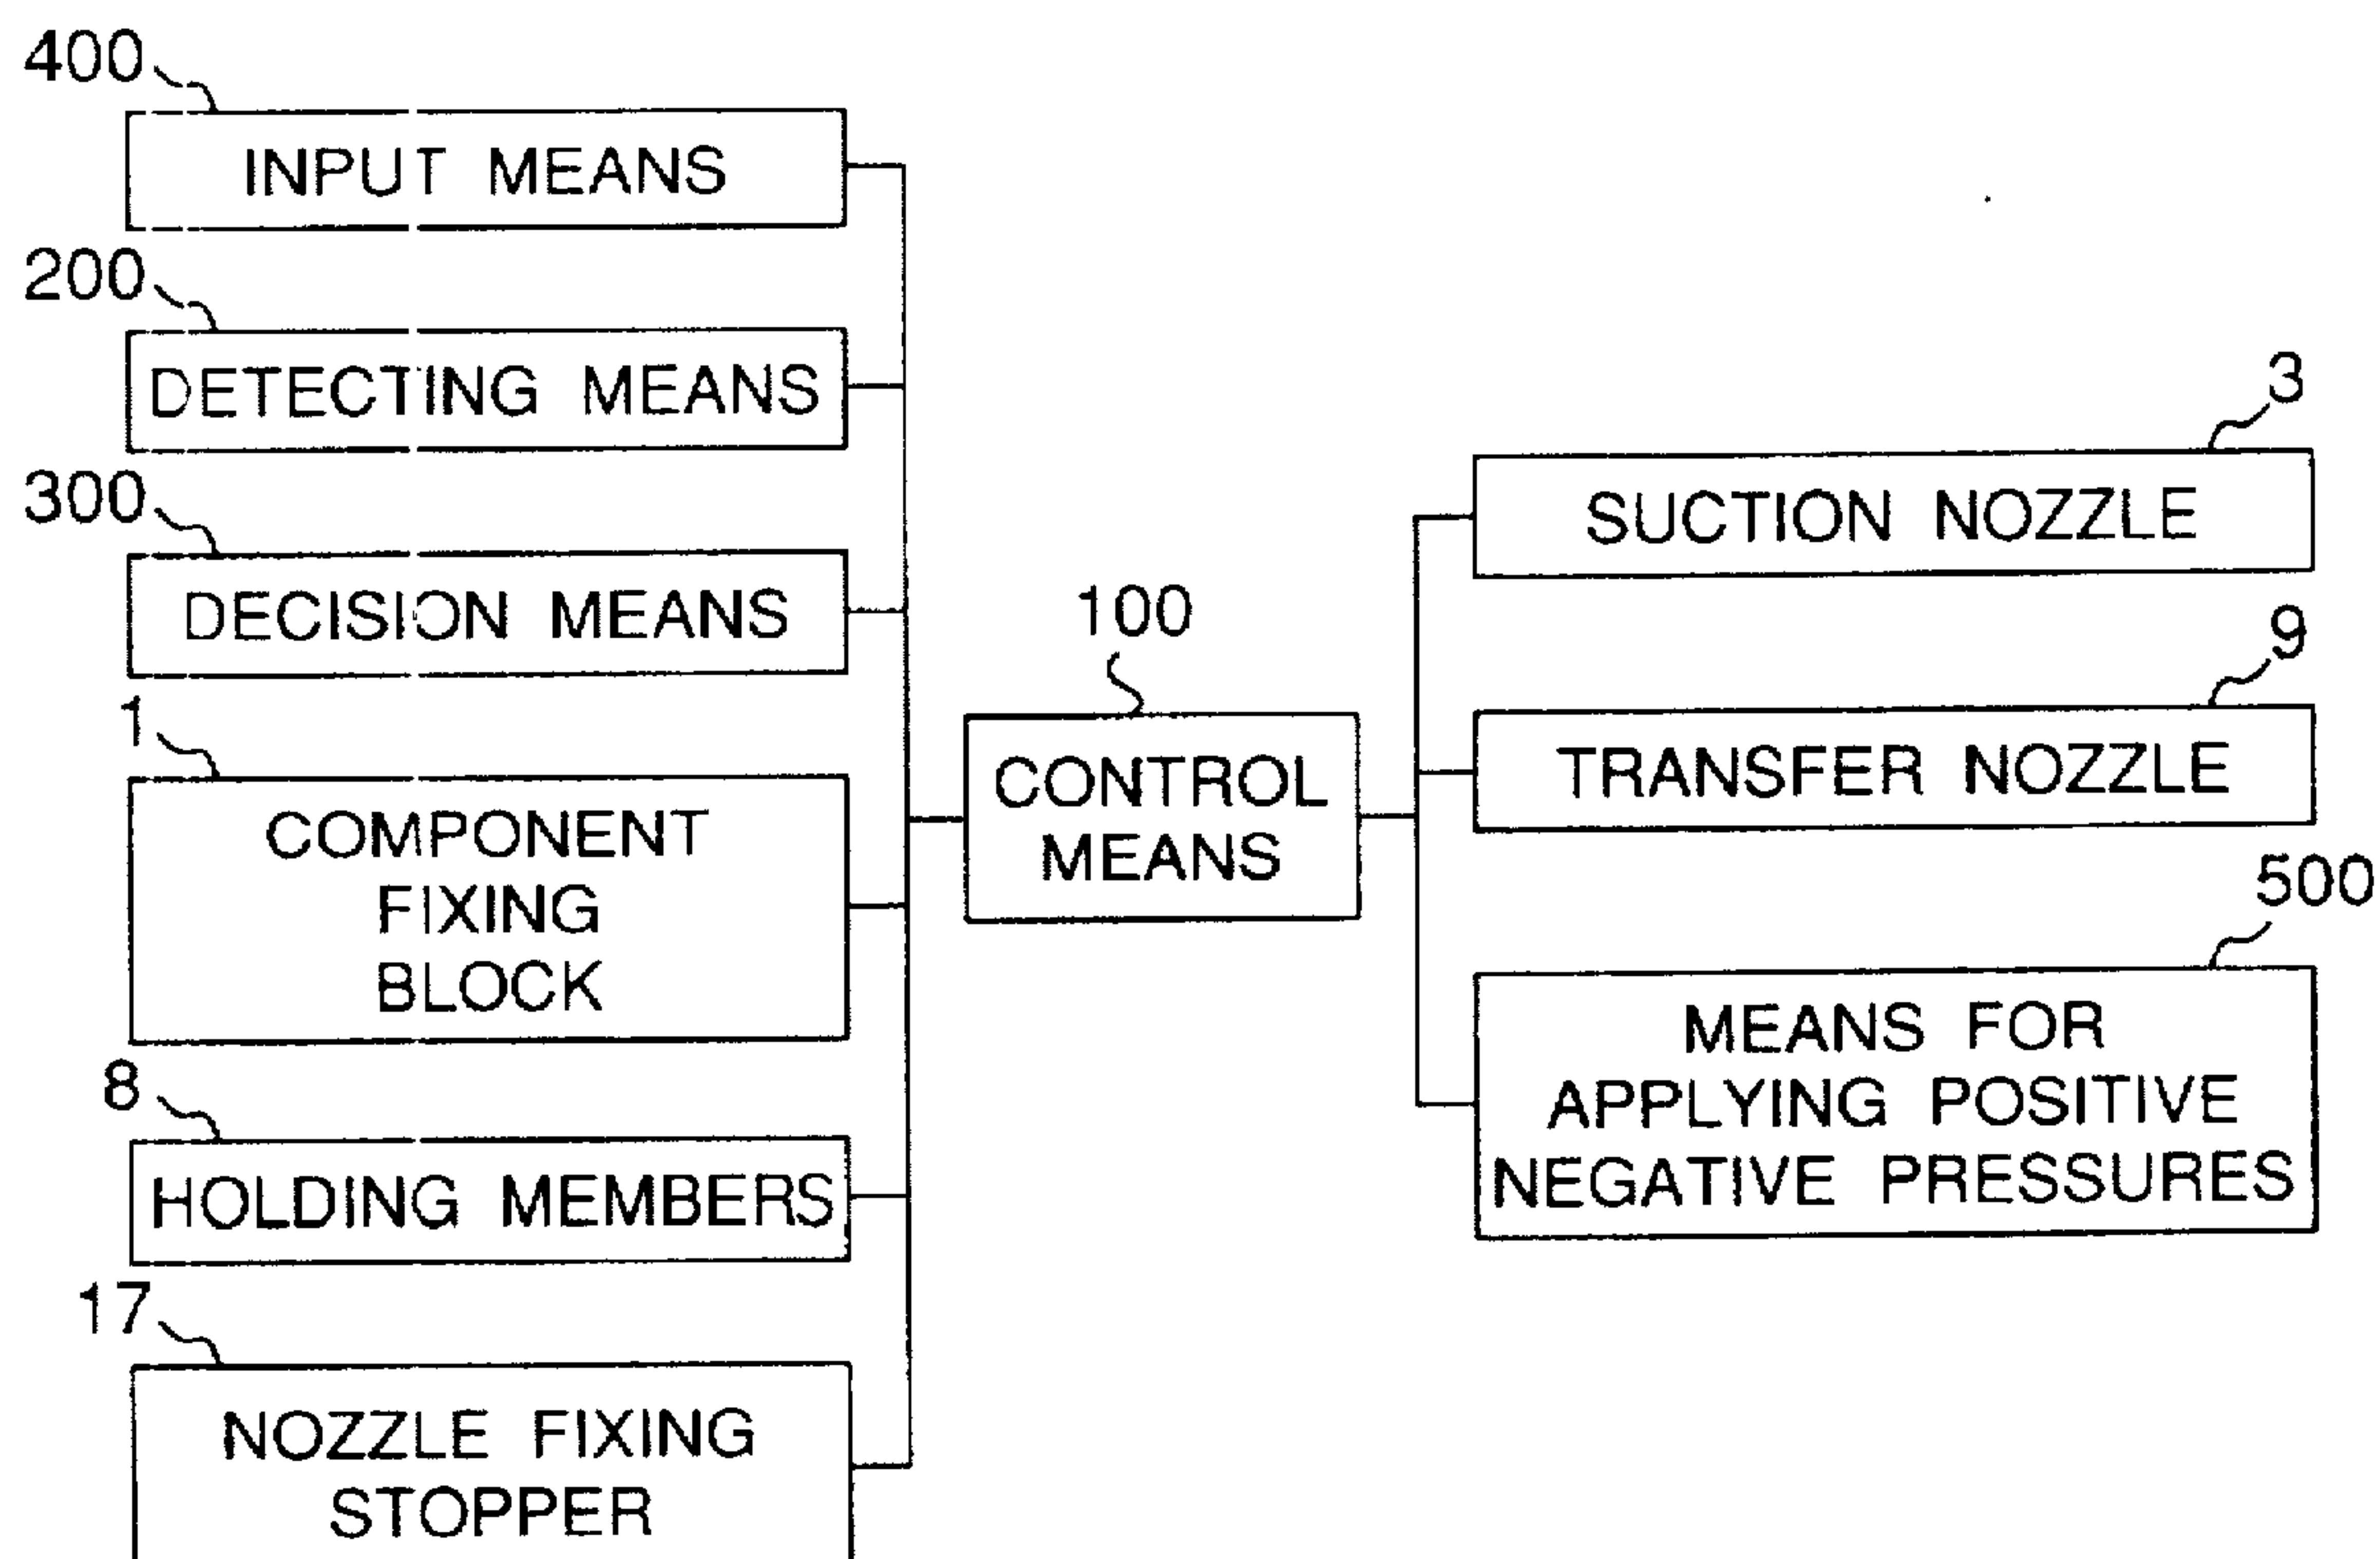 400
INPUT MEANS
200
DETECTING MEANS
300
DECISION MEANS
1
COMPONENT
FIXING
BLOCK
8
HOLDING MEMBERS
17
NOZZLE FIXING
STOPPER
100
CONTROL
MEANS
3
SUCTION NOZZLE
9
TRANSFER NOZZLE
500
MEANS FOR
APPLYING POSITIVE
NEGATIVE PRESSURES